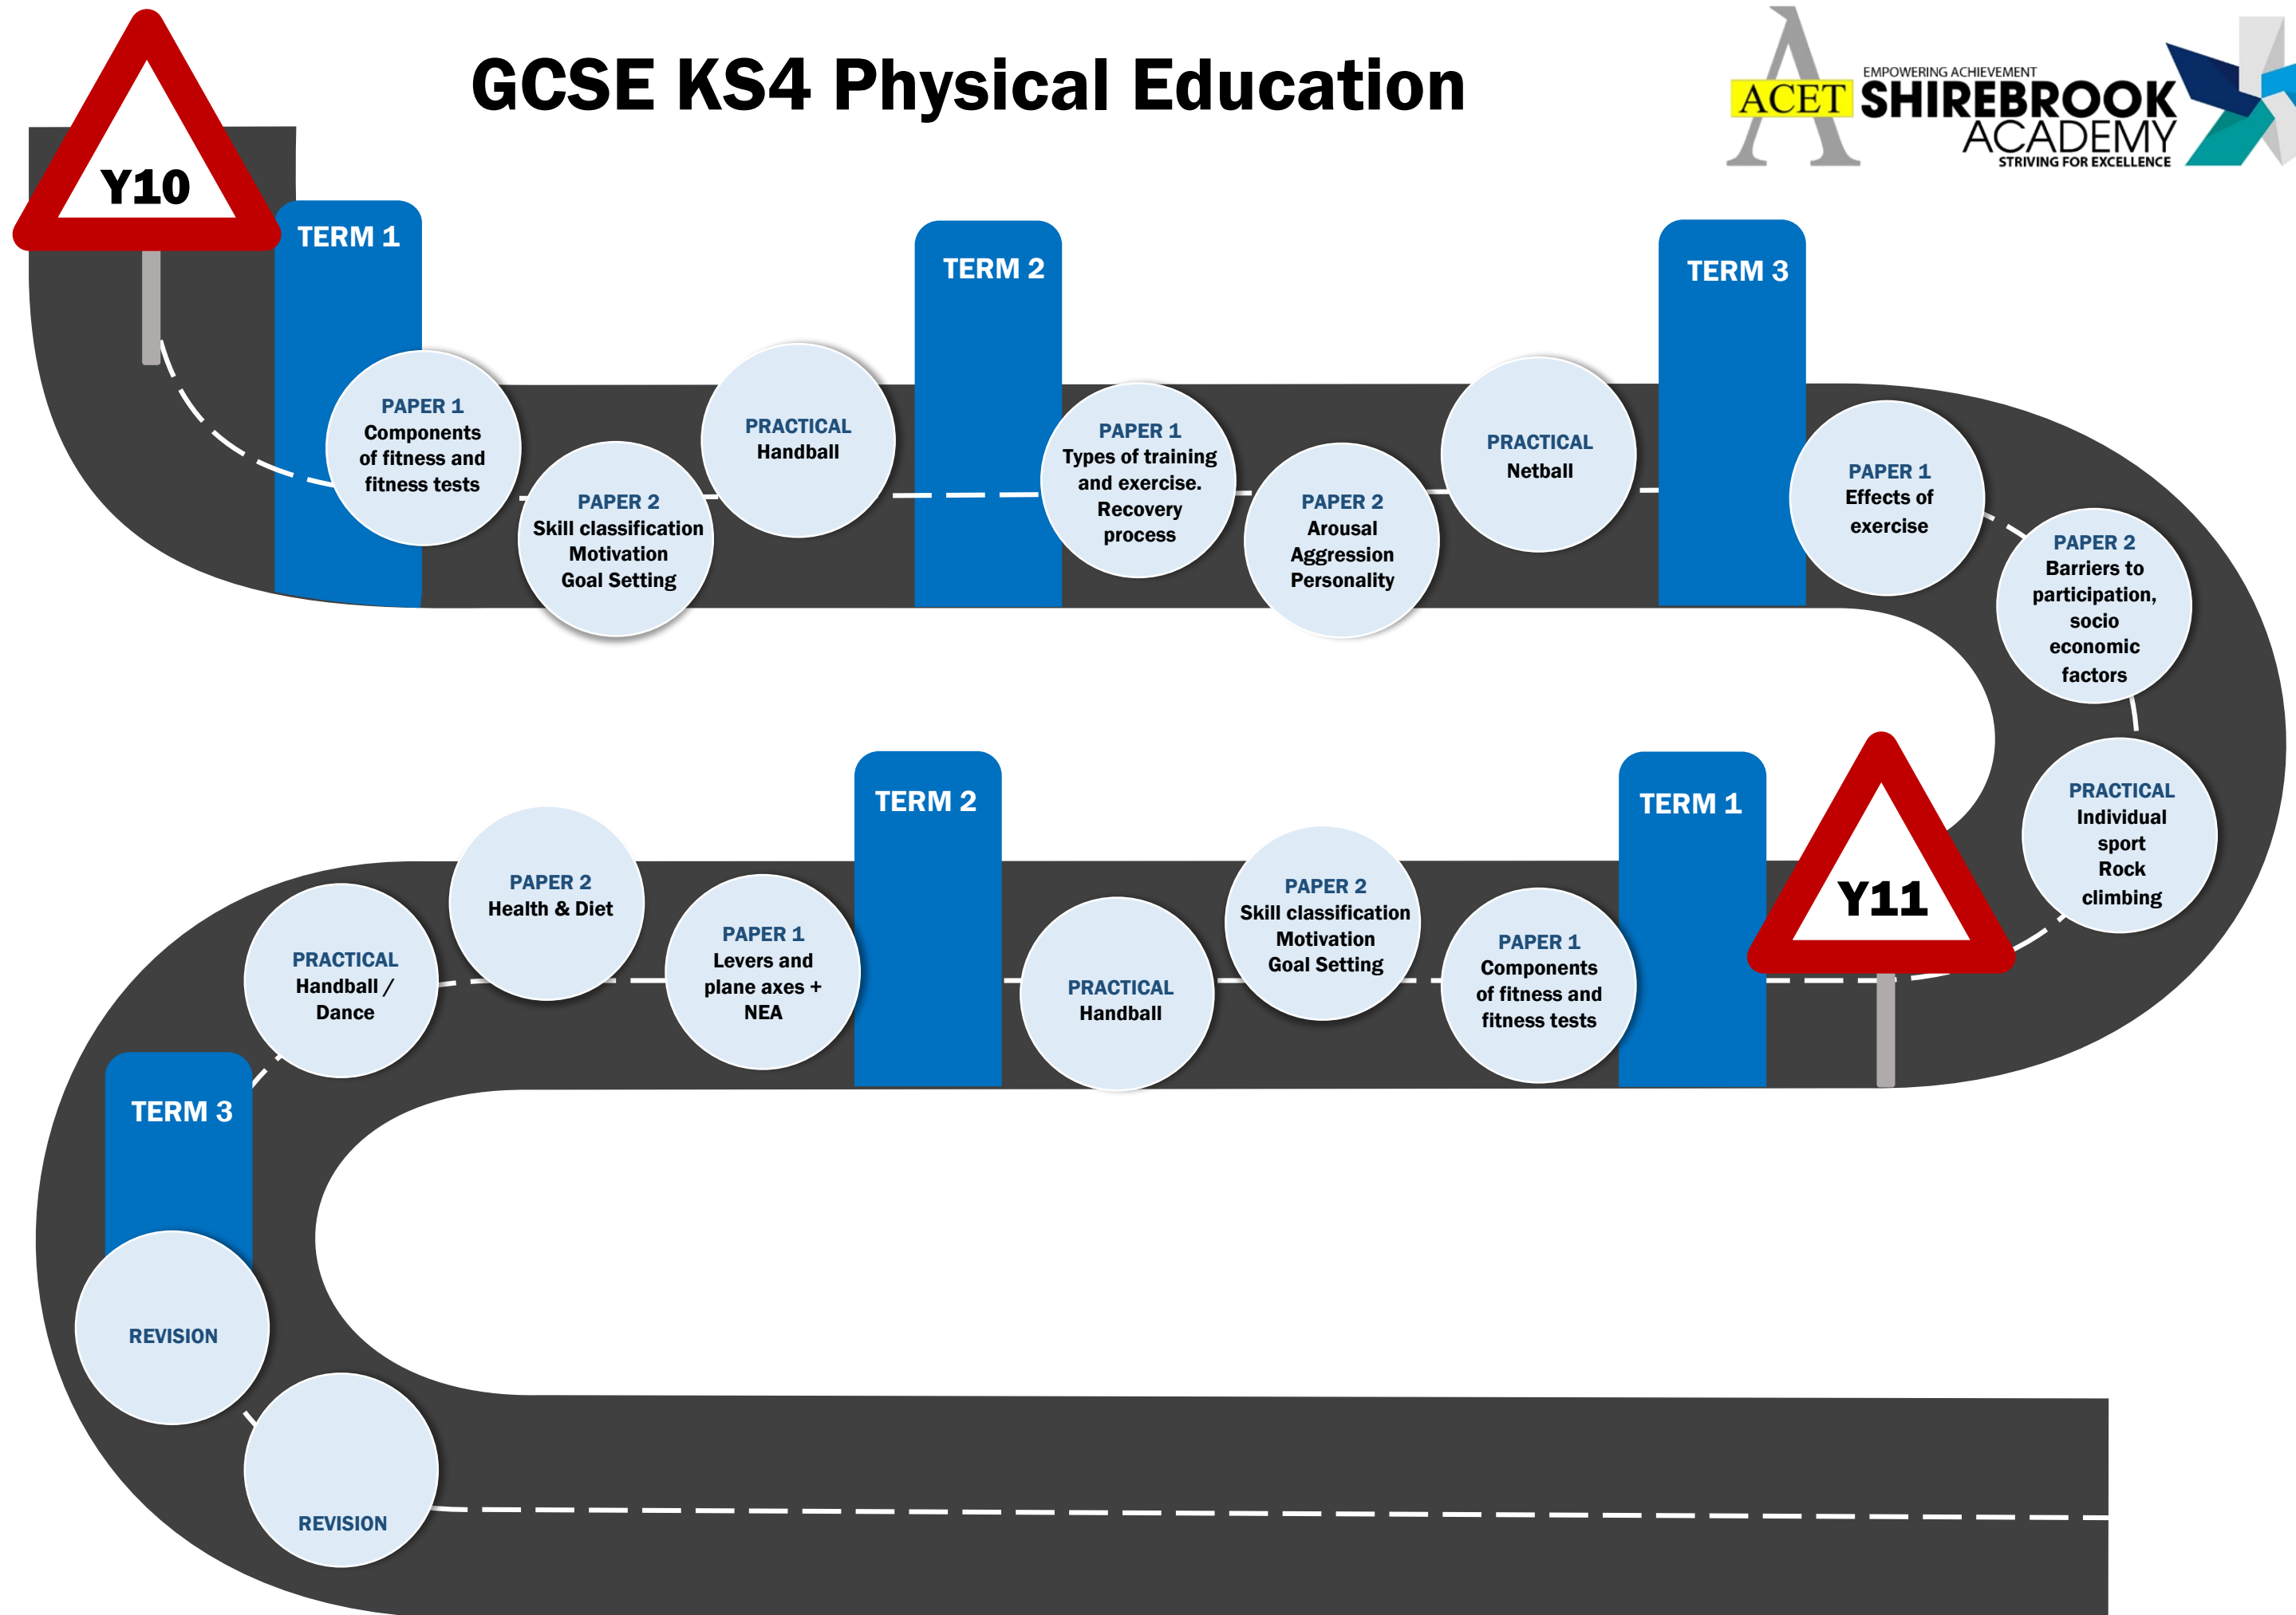 GCSE KS4 Physical Education
ACET
EMPOWERING ACHIEVEMENT
SHIREBROOK
ACADEMY
STRIVING FOR EXCELLENCE
Y10
TERM 1
PAPER 1
Components
of fitness and
fitness tests
PAPER 2
Skill classification
Motivation
Goal Setting
PRACTICAL
Handball
TERM 2
PAPER 1
Types of training
and exercise.
Recovery
process
PAPER 2
Arousal
Aggression
Personality
PRACTICAL
Netball
TERM 3
PAPER 1
Effects of
exercise
PAPER 2
Barriers to
participation,
socio
economic
factors
PRACTICAL
Individual
sport
Rock
climbing
Y11
TERM 1
PAPER 1
Components
of fitness and
fitness tests
PAPER 2
Skill classification
Motivation
Goal Setting
PRACTICAL
Handball
TERM 2
PAPER 1
Levers and
plane axes +
NEA
PAPER 2
Health & Diet
PRACTICAL
Handball /
Dance
TERM 3
REVISION
REVISION